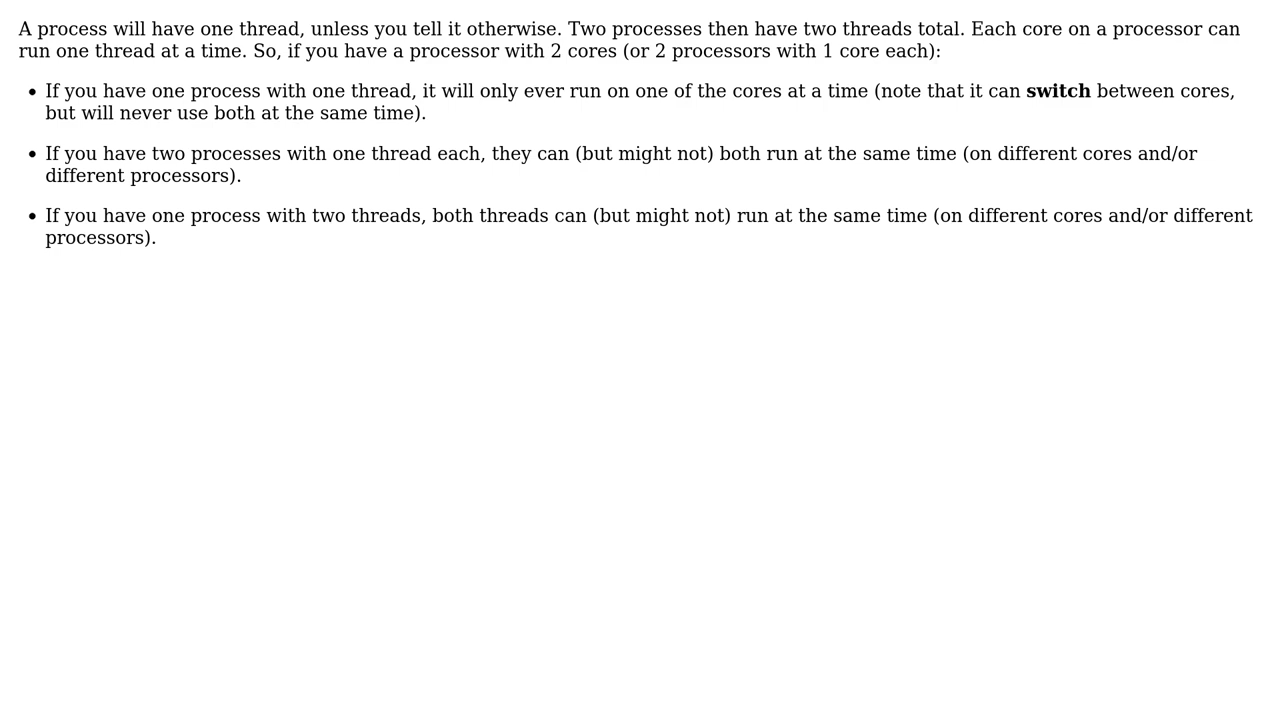 A process will have one thread, unless you tell it otherwise. Two processes then have two threads total. Each core on a processor can
run one thread at a time. So, if you have a processor with 2 cores (or 2 processors with 1 core each):
• If you have one process with one thread, it will only ever run on one of the cores at a time (note that it can switch between cores,
but will never use both at the same time).
• If you have two processes with one thread each, they can (but might not) both run at the same time (on different cores and/or
different processors).
• If you have one process with two threads, both threads can (but might not) run at the same time (on different cores and/or different
processors).